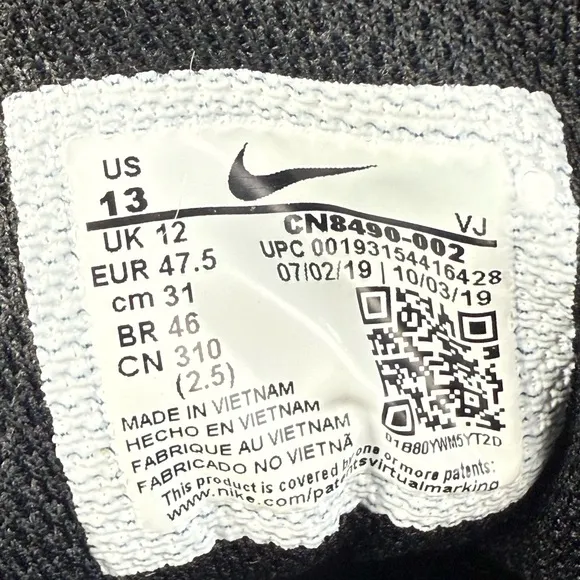 US
13
VJ
CN8490-002
UK 12
UPC 00193154416428
EUR 47.5
07/02/19 | 10/03/19
cm 31
BR 46
CN 310
(2.5)
01B80YWM5YT2D
MADE IN VIETNAM
HECHO EN VIETNAM
FABRIQUE AU VIETNAM
FABRICADO NO VIETNÃ
This product is covered by one or more patents:
www.nike.com/patentsvirtualmarking